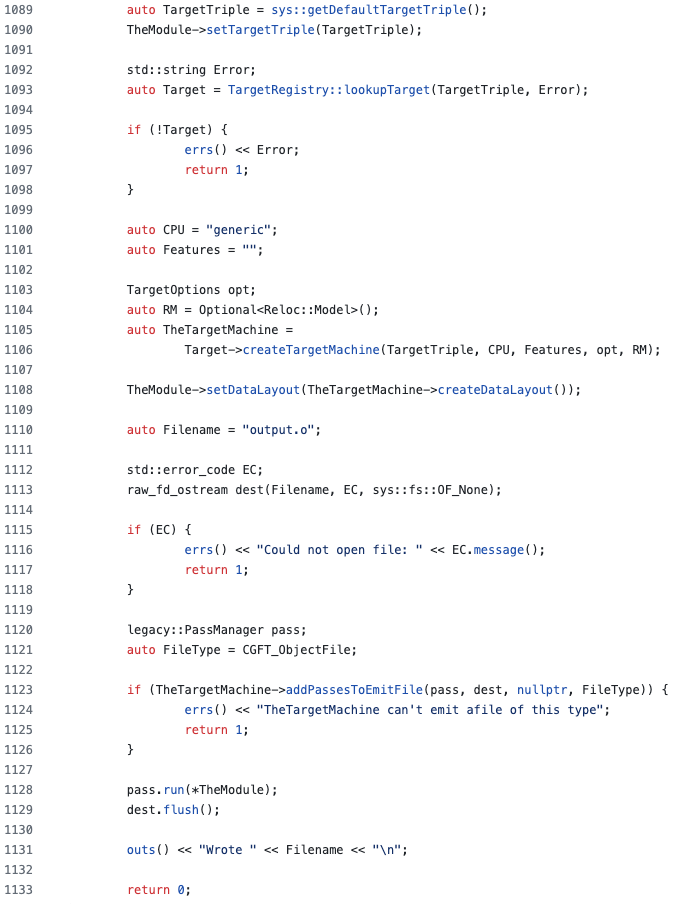 1089 auto TargetTriple = sys::getDefaultTargetTriple();
1090 TheModule->setTargetTriple(TargetTriple);
1091
1092 std::string Error;
1093 auto Target = TargetRegistry::lookupTarget(TargetTriple, Error);
1094
1095 if (!Target) {
1096 errs() << Error;
1097 return 1;
1098 }
1099
1100 auto CPU = "generic";
1101 auto Features = "";
1102
1103 TargetOptions opt;
1104 auto RM = Optional<Reloc::Model>();
1105 auto TheTargetMachine =
1106 Target->createTargetMachine(TargetTriple, CPU, Features, opt, RM);
1107
1108 TheModule->setDataLayout(TheTargetMachine->createDataLayout());
1109
1110 auto Filename = "output.o";
1111
1112 std::error_code EC;
1113 raw_fd_ostream dest(Filename, EC, sys::fs::OF_None);
1114
1115 if (EC) {
1116 errs() << "Could not open file: " << EC.message();
1117 return 1;
1118 }
1119
1120 legacy::PassManager pass;
1121 auto FileType = CGFT_ObjectFile;
1122
1123 if (TheTargetMachine->addPassesToEmitFile(pass, dest, nullptr, FileType)) {
1124 errs() << "TheTargetMachine can't emit afile of this type";
1125 return 1;
1126 }
1127
1128 pass.run(*TheModule);
1129 dest.flush();
1130
1131 outs() << "Wrote " << Filename << "\n";
1132
1133 return 0;